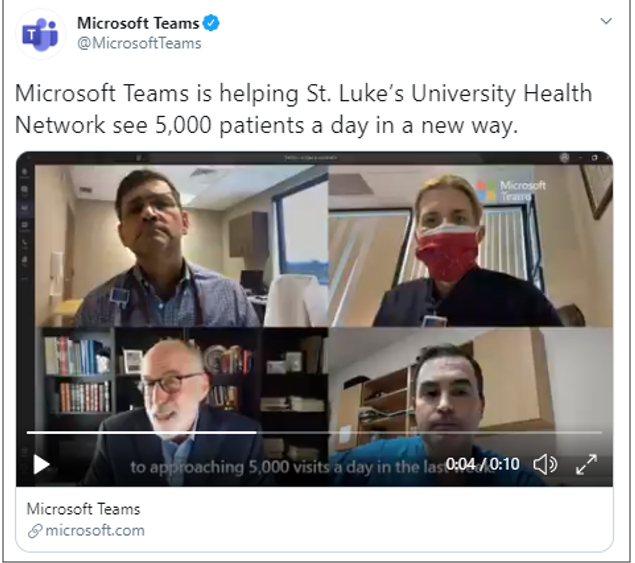 Microsoft Teams
@MicrosoftTeams
Microsoft Teams is helping St. Luke's University Health
Network see 5,000 patients a day in a new way.
Microsoft
Teams
to approaching 5,000 visits a day in the last
0:04 / 0:10
Microsoft Teams
microsoft.com